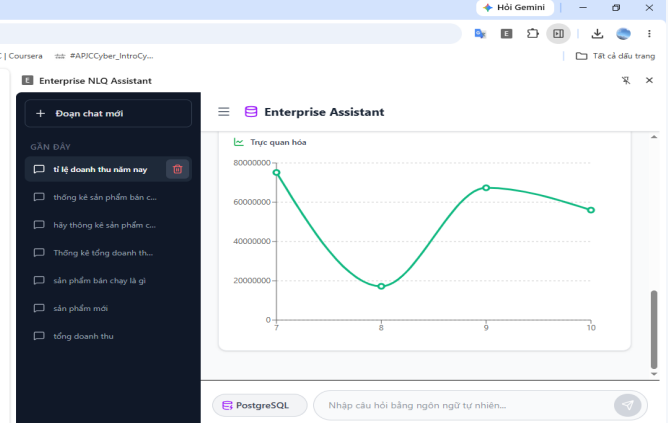 Hỏi Gemini
E
| Coursera #APJCCyber_IntroCy...
Tất cả dấu trang
E Enterprise NLQ Assistant
+ Đoạn chat mới
Enterprise Assistant
GẦN ĐÂY
tỉ lệ doanh thu năm nay
thống kê sản phẩm bán c...
hãy thông kê sản phẩm c...
Thống kê tổng doanh th...
sản phẩm bán chạy là gì
sản phẩm mới
tổng doanh thu
Trực quan hóa
80000000
60000000
40000000
20000000
0
7 8 9 10
PostgreSQL
Nhập câu hỏi bằng ngôn ngữ tự nhiên...